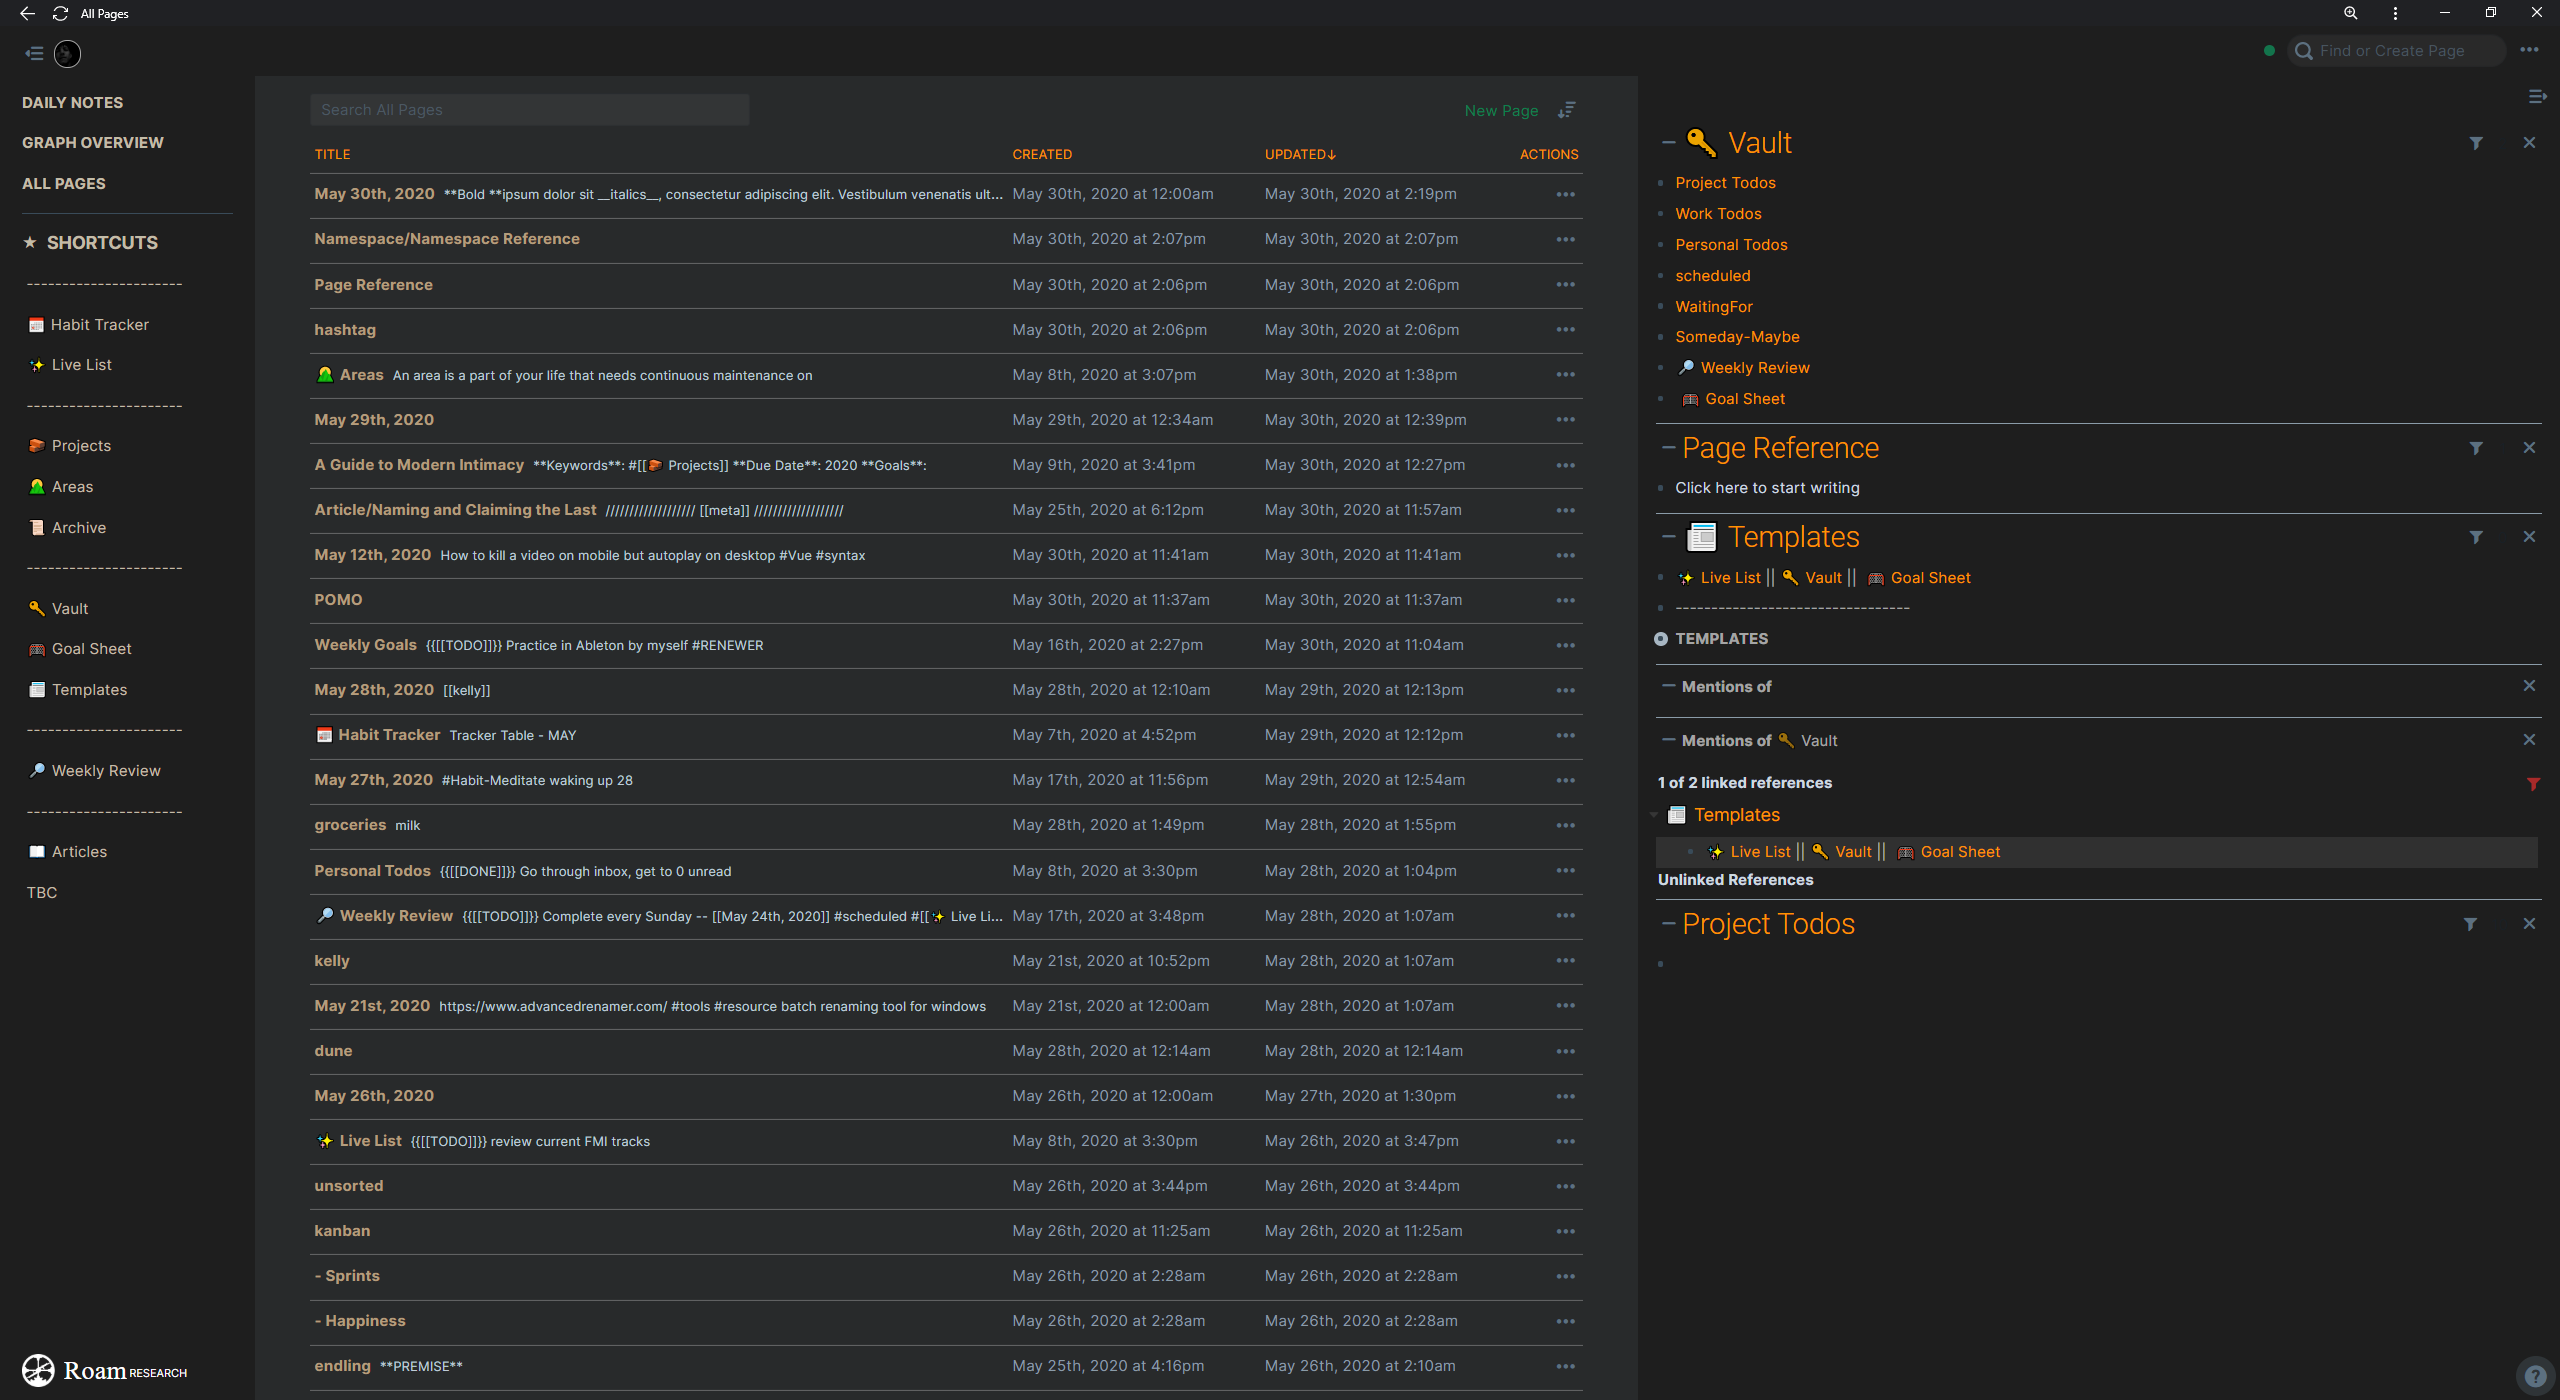 All Pages
Find or Create Page
DAILY NOTES
GRAPH OVERVIEW
ALL PAGES
★ SHORTCUTS
----------------------
Habit Tracker
Live List
----------------------
Projects
Areas
Archive
----------------------
Vault
Goal Sheet
Templates
----------------------
Weekly Review
----------------------
Articles
TBC
Roam RESEARCH
Search All Pages
New Page
TITLE CREATED UPDATED↓ ACTIONS
May 30th, 2020 **Bold **ipsum dolor sit __italics__, consectetur adipiscing elit. Vestibulum venenatis ult... May 30th, 2020 at 12:00am May 30th, 2020 at 2:19pm
Namespace/Namespace Reference May 30th, 2020 at 2:07pm May 30th, 2020 at 2:07pm
Page Reference May 30th, 2020 at 2:06pm May 30th, 2020 at 2:06pm
hashtag May 30th, 2020 at 2:06pm May 30th, 2020 at 2:06pm
Areas An area is a part of your life that needs continuous maintenance on May 8th, 2020 at 3:07pm May 30th, 2020 at 1:38pm
May 29th, 2020 May 29th, 2020 at 12:34am May 30th, 2020 at 12:39pm
A Guide to Modern Intimacy **Keywords**: #[[ Projects]] **Due Date**: 2020 **Goals**: May 9th, 2020 at 3:41pm May 30th, 2020 at 12:27pm
Article/Naming and Claiming the Last /////////////////// [[meta]] /////////////////// May 25th, 2020 at 6:12pm May 30th, 2020 at 11:57am
May 12th, 2020 How to kill a video on mobile but autoplay on desktop #Vue #syntax May 30th, 2020 at 11:41am May 30th, 2020 at 11:41am
POMO May 30th, 2020 at 11:37am May 30th, 2020 at 11:37am
Weekly Goals {{[[TODO]]}} Practice in Ableton by myself #RENEWER May 16th, 2020 at 2:27pm May 30th, 2020 at 11:04am
May 28th, 2020 [[kelly]] May 28th, 2020 at 12:10am May 29th, 2020 at 12:13pm
Habit Tracker Tracker Table - MAY May 7th, 2020 at 4:52pm May 29th, 2020 at 12:12pm
May 27th, 2020 #Habit-Meditate waking up 28 May 17th, 2020 at 11:56pm May 29th, 2020 at 12:54am
groceries milk May 28th, 2020 at 1:49pm May 28th, 2020 at 1:55pm
Personal Todos {{[[DONE]]}} Go through inbox, get to 0 unread May 8th, 2020 at 3:30pm May 28th, 2020 at 1:04pm
Weekly Review {{[[TODO]]}} Complete every Sunday -- [[May 24th, 2020]] #scheduled #[[ Live Li... May 17th, 2020 at 3:48pm May 28th, 2020 at 1:07am
kelly May 21st, 2020 at 10:52pm May 28th, 2020 at 1:07am
May 21st, 2020 https://www.advancedrenamer.com/ #tools #resource batch renaming tool for windows May 21st, 2020 at 12:00am May 28th, 2020 at 1:07am
dune May 28th, 2020 at 12:14am May 28th, 2020 at 12:14am
May 26th, 2020 May 26th, 2020 at 12:00am May 27th, 2020 at 1:30pm
Live List {{[[TODO]]}} review current FMI tracks May 8th, 2020 at 3:30pm May 26th, 2020 at 3:47pm
unsorted May 26th, 2020 at 3:44pm May 26th, 2020 at 3:44pm
kanban May 26th, 2020 at 11:25am May 26th, 2020 at 11:25am
- Sprints May 26th, 2020 at 2:28am May 26th, 2020 at 2:28am
- Happiness May 26th, 2020 at 2:28am May 26th, 2020 at 2:28am
endling **PREMISE** May 25th, 2020 at 4:16pm May 26th, 2020 at 2:10am
Vault
Project Todos
Work Todos
Personal Todos
scheduled
WaitingFor
Someday-Maybe
Weekly Review
Goal Sheet
Page Reference
Click here to start writing
Templates
Live List || Vault || Goal Sheet
---------------------------------
TEMPLATES
Mentions of
Mentions of Vault
1 of 2 linked references
Templates
Live List || Vault || Goal Sheet
Unlinked References
Project Todos
?